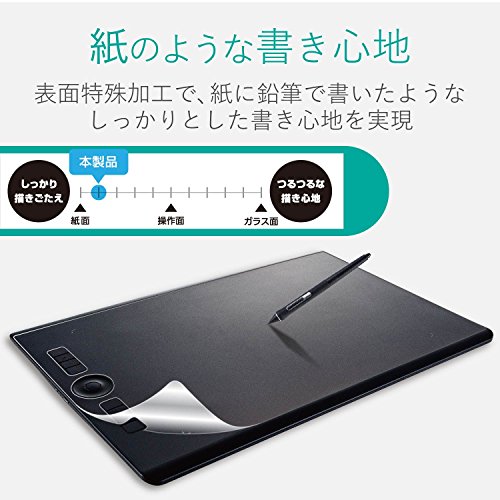 紙のような書き心地
表面特殊加工で、紙に鉛筆で書いたような
しっかりとした書き心地を実現
本製品
しっかり
描きごたえ
つるつるな
描き心地
紙面
操作面
ガラス面